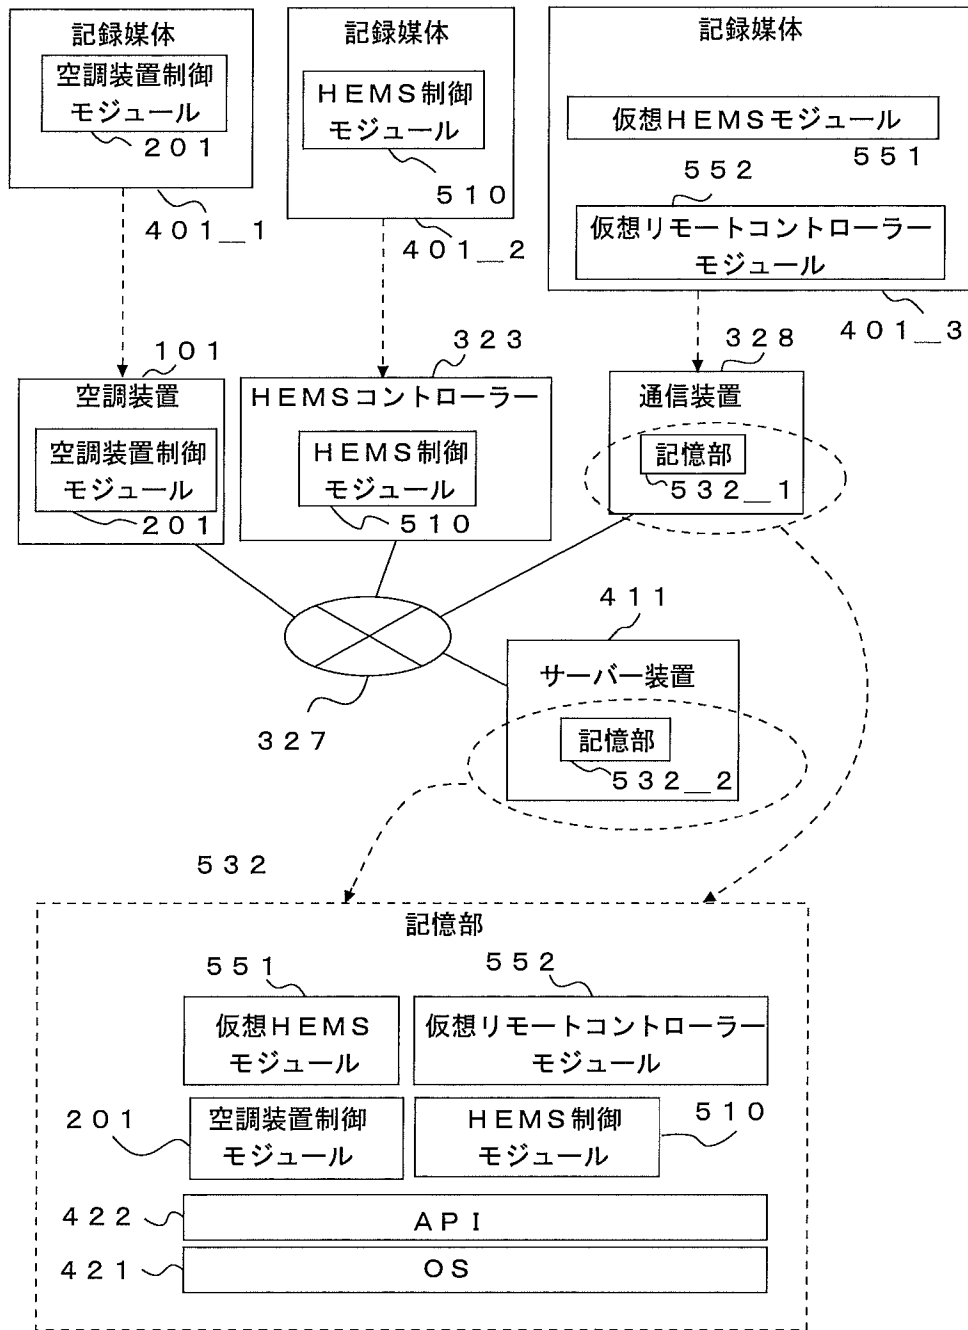 記録媒体
空調装置制御
モジュール
２０１
４０１＿１
記録媒体
ＨＥＭＳ制御
モジュール
５１０
４０１＿２
記録媒体
仮想ＨＥＭＳモジュール
５５１
５５２
仮想リモートコントローラー
モジュール
４０１＿３
１０１
空調装置
空調装置制御
モジュール
２０１
３２３
ＨＥＭＳコントローラー
ＨＥＭＳ制御
モジュール
５１０
３２８
通信装置
記憶部
５３２＿１
３２７
４１１
サーバー装置
記憶部
５３２＿２
５３２
記憶部
５５１
仮想ＨＥＭＳ
モジュール
５５２
仮想リモートコントローラー
モジュール
２０１
空調装置制御
モジュール
ＨＥＭＳ制御
モジュール
５１０
４２２
ＡＰＩ
４２１
ＯＳ